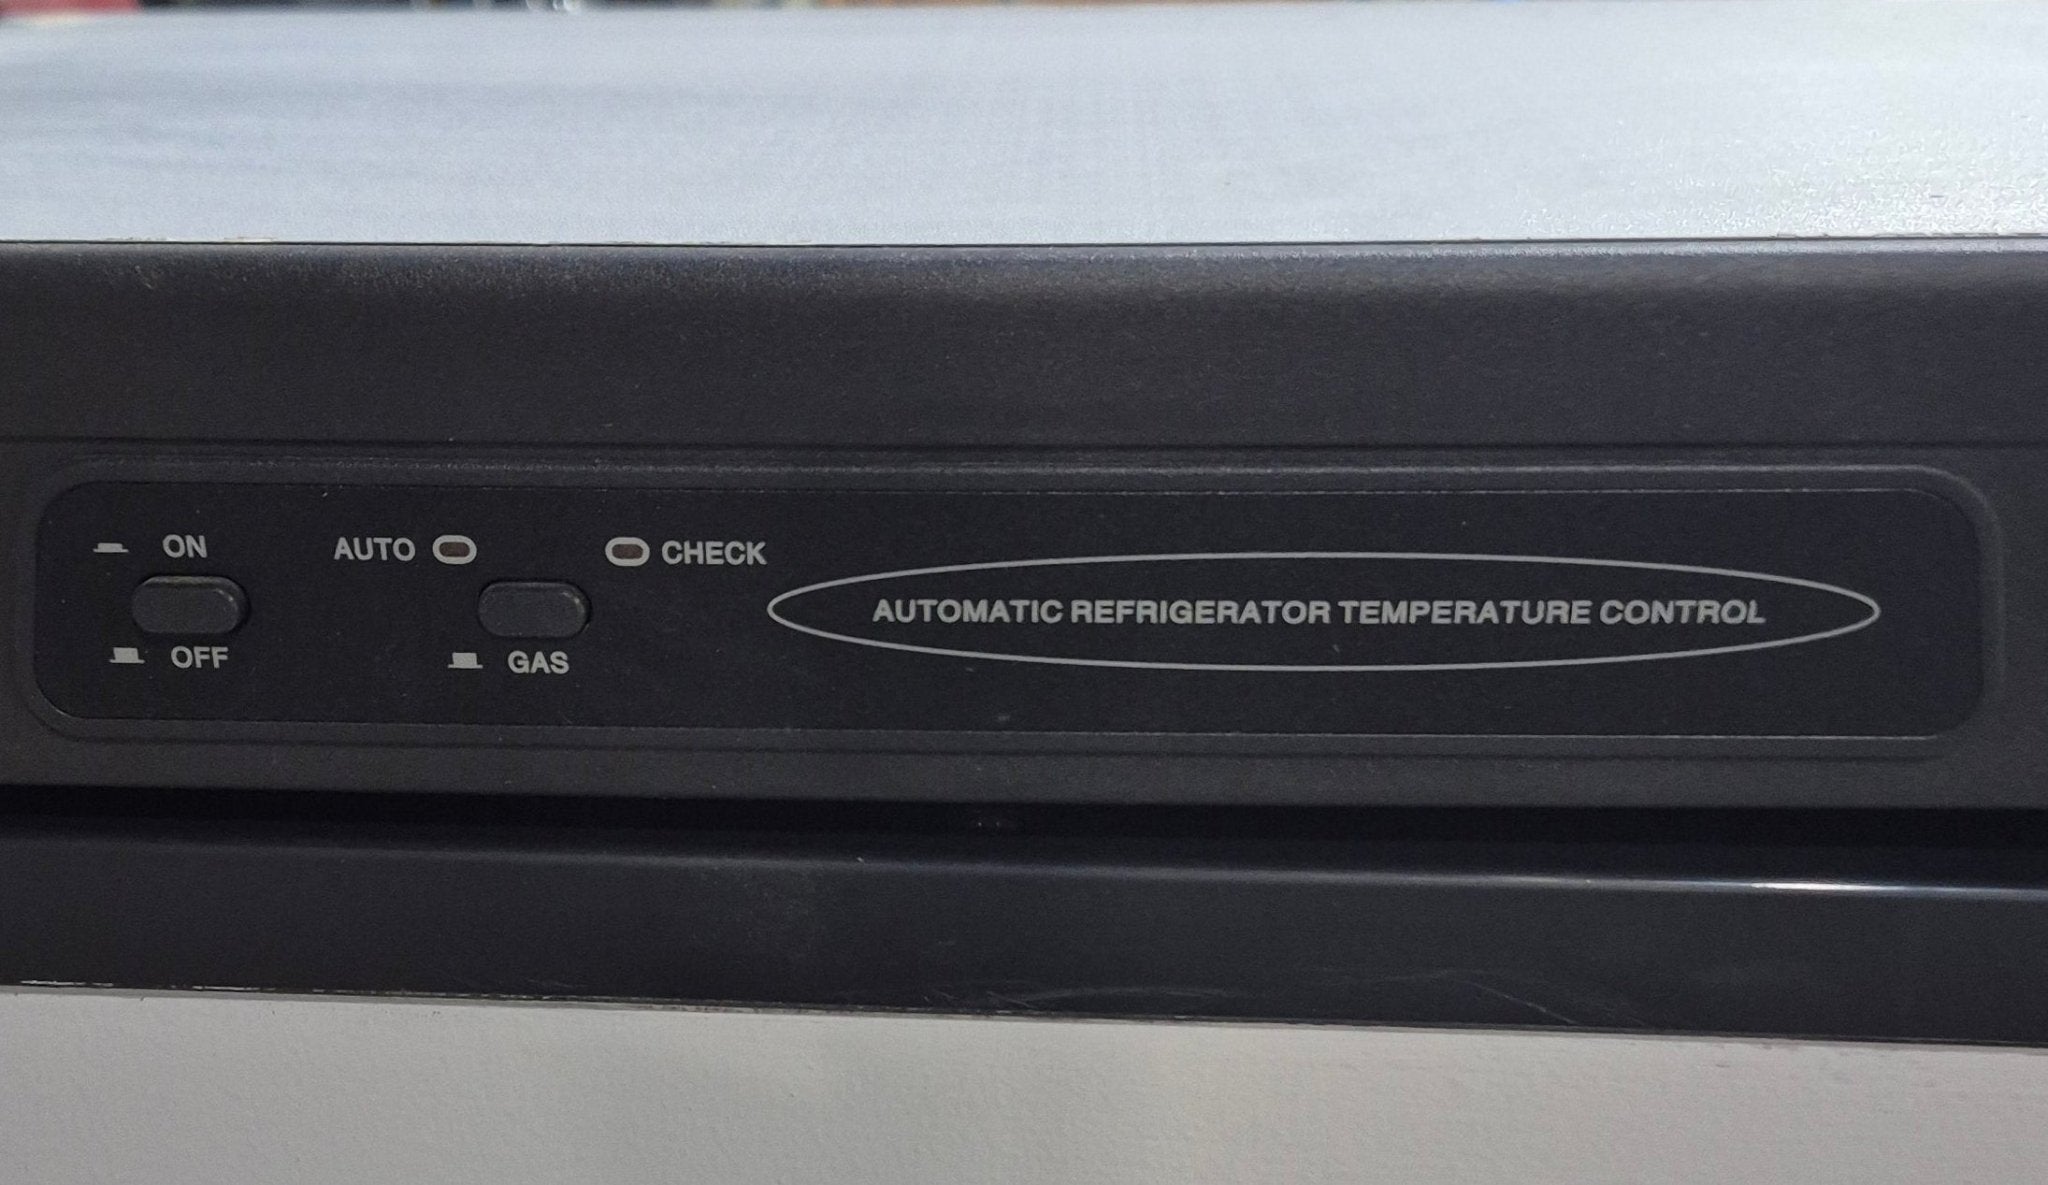 ON
AUTO
CHECK
AUTOMATIC REFRIGERATOR TEMPERATURE CONTROL
OFF
GAS